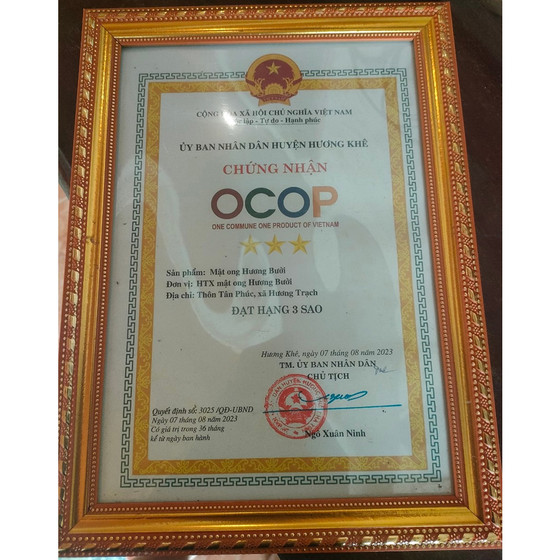 CỘNG HÒA XÃ HỘI CHỦ NGHĨA VIỆT NAM
lập - Tự do - Hạnh phúc
ỦY BAN NHÂN DÂN HUYỆN HƯƠNG KHÊ
CHỨNG NHẬN
OCOP
ONE COMMUNE ONE PRODUCT OF VIETNAM
Sản phẩm: Mật ong Hương Bưởi
Đơn vị: HTX mật ong Hương Bưởi
Địa chỉ: Thôn Tân Phúc, xã Hương Trạch
ĐẠT HẠNG 3 SAO
Hương Khê, ngày 07 tháng 08 năm 2023
TM. ỦY BAN NHÂN DÂN
CHỦ TỊCH
Quyết định số: 3025 /QĐ-UBND
Ngày 07 tháng 08 năm 2023
Có giá trị trong 36 tháng
kể từ ngày ban hành
Ngô Xuân Ninh